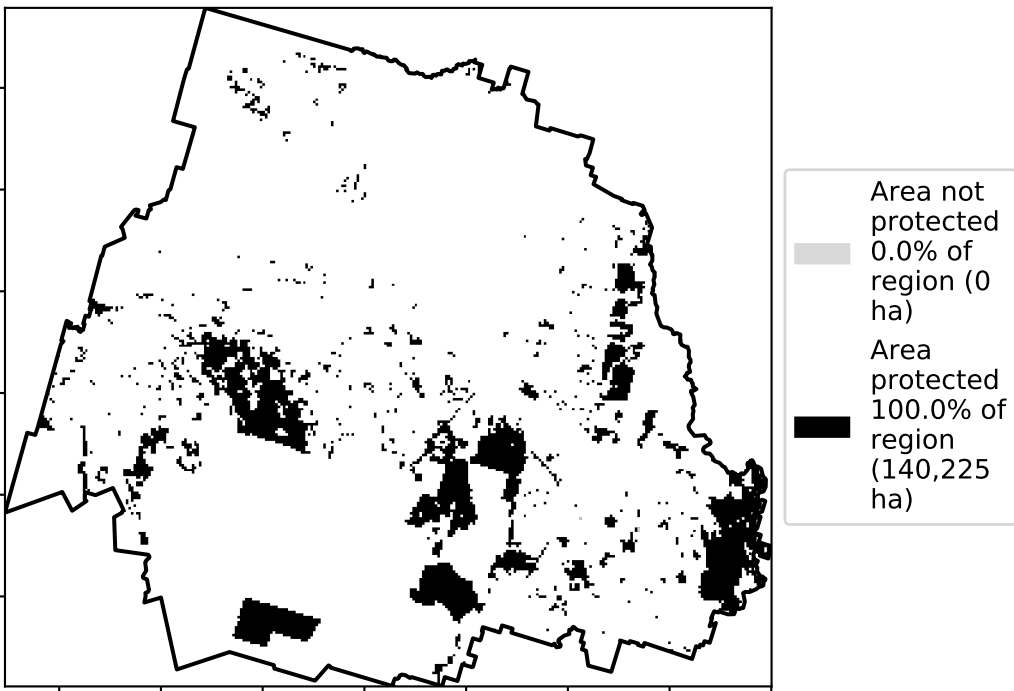 Area not
protected
0.0% of
region (0
ha)
Area
protected
100.0% of
region
(140,225
ha)